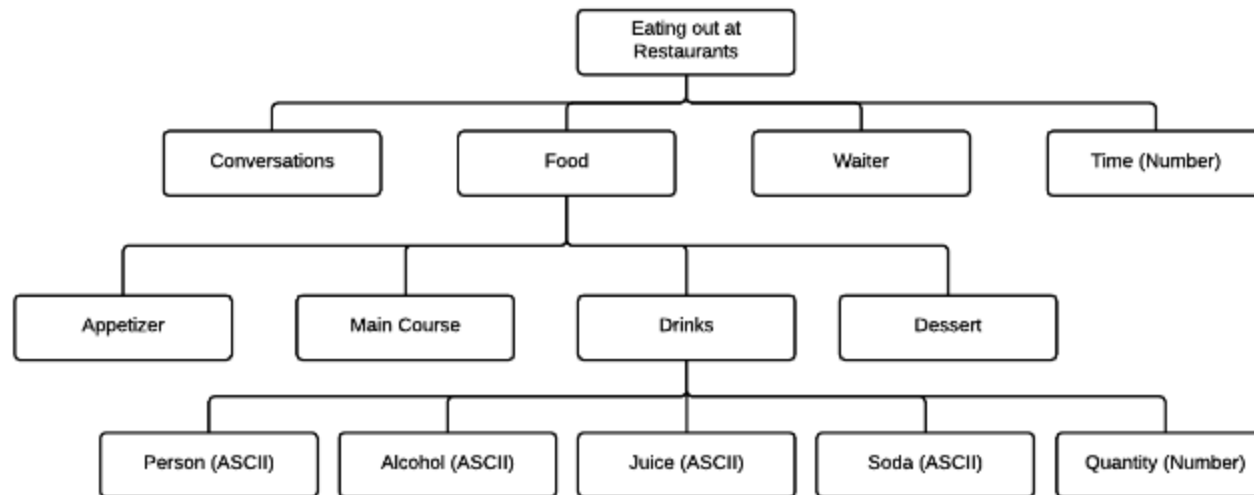 Eating out at
Restaurants
Conversations
Food
Waiter
Time (Number)
Appetizer
Main Course
Drinks
Dessert
Person (ASCII)
Alcohol (ASCII)
Juice (ASCII)
Soda (ASCII)
Quantity (Number)